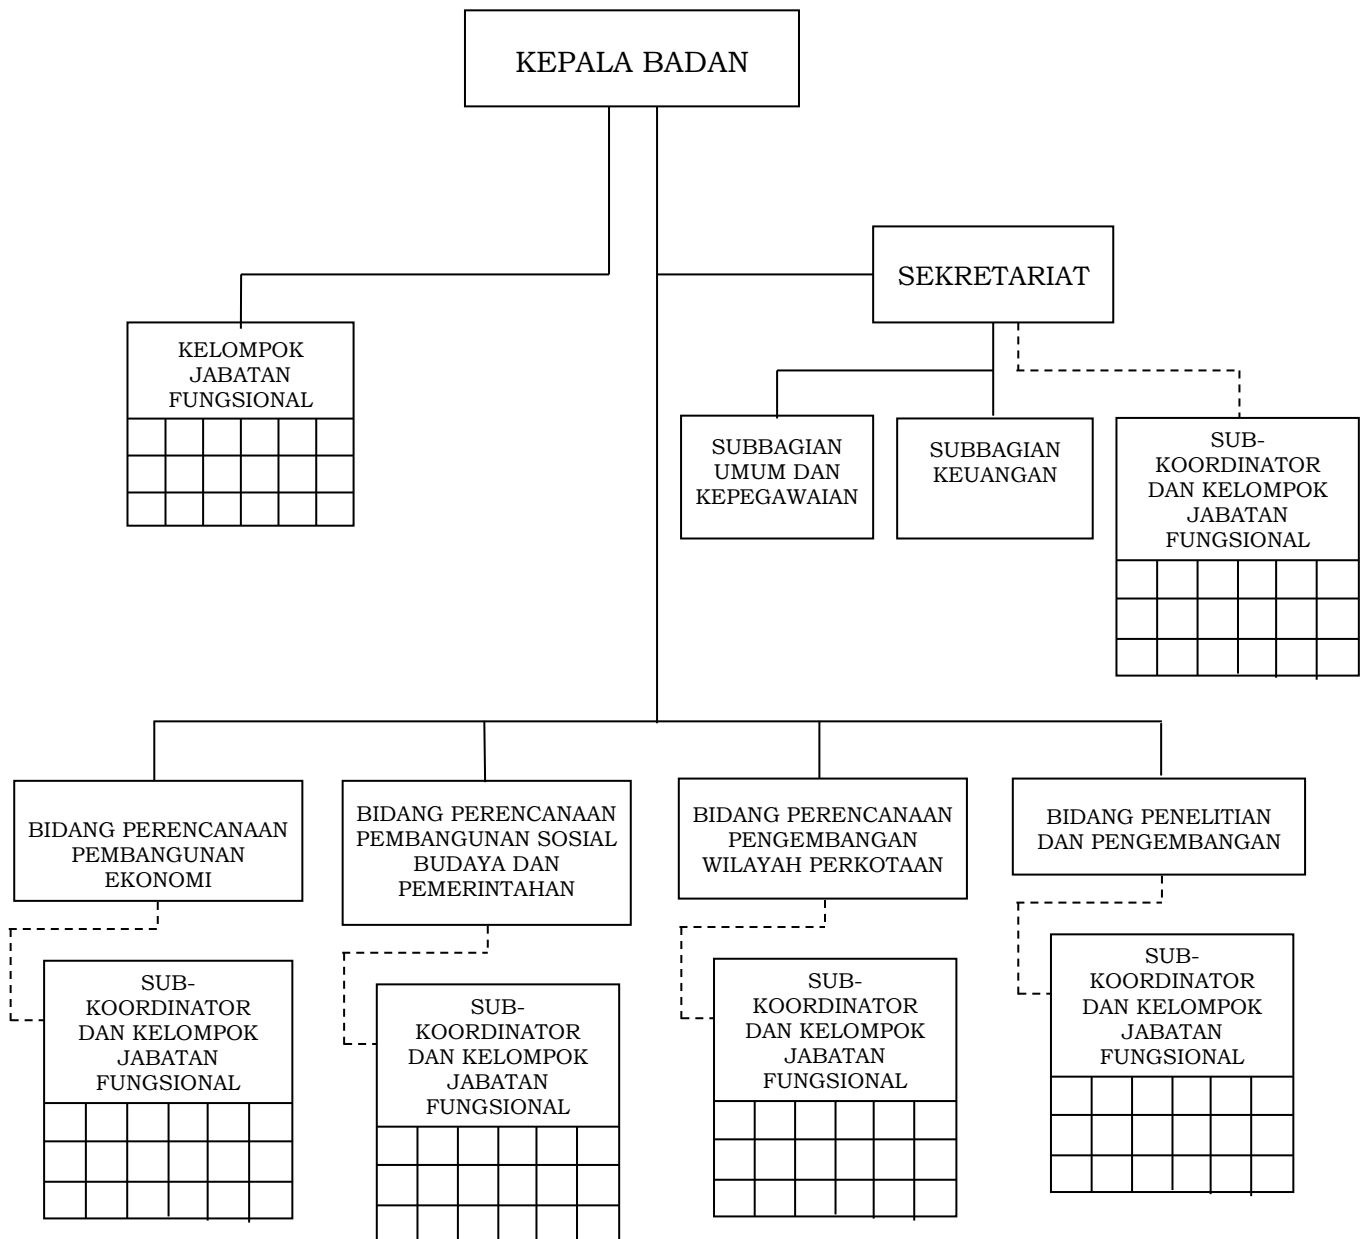 KEPALA BADAN
SEKRETARIAT
KELOMPOK
JABATAN
FUNGSIONAL
SUBBAGIAN
UMUM DAN
KEPEGAWAIAN
SUBBAGIAN
KEUANGAN
SUB-
KOORDINATOR
DAN KELOMPOK
JABATAN
FUNGSIONAL
BIDANG PERENCANAAN
PEMBANGUNAN
EKONOMI
BIDANG PERENCANAAN
PEMBANGUNAN SOSIAL
BUDAYA DAN
PEMERINTAHAN
BIDANG PERENCANAAN
PENGEMBANGAN
WILAYAH PERKOTAAN
BIDANG PENELITIAN
DAN PENGEMBANGAN
SUB-
KOORDINATOR
DAN KELOMPOK
JABATAN
FUNGSIONAL
SUB-
KOORDINATOR
DAN KELOMPOK
JABATAN
FUNGSIONAL
SUB-
KOORDINATOR
DAN KELOMPOK
JABATAN
FUNGSIONAL
SUB-
KOORDINATOR
DAN KELOMPOK
JABATAN
FUNGSIONAL